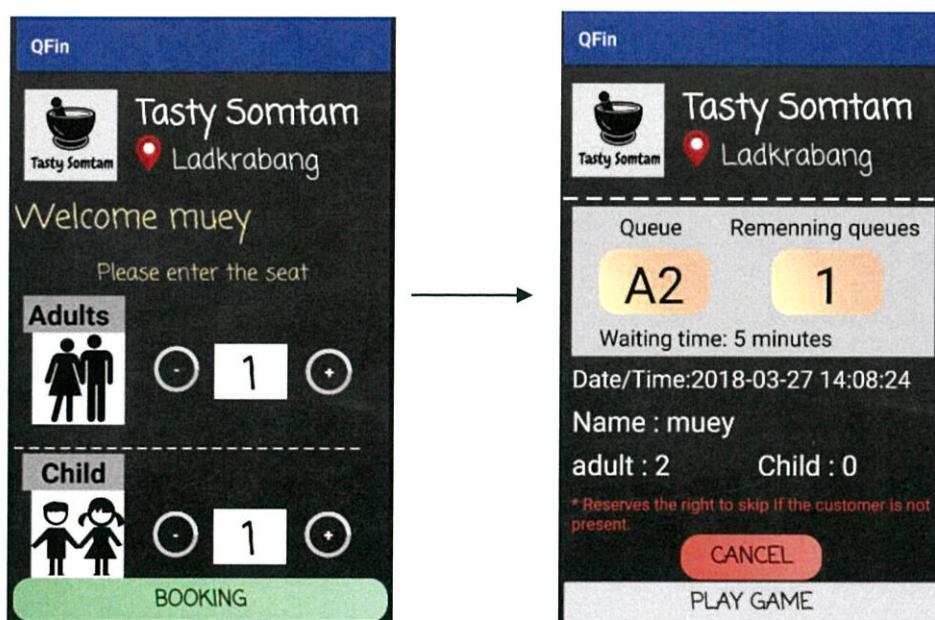 QFin
Tasty Somtam
Tasty Somtam
Ladkrabang
Welcome muey
Please enter the seat
Adults
- 1 +
Child
- 1 +
BOOKING
QFin
Tasty Somtam
Tasty Somtam
Ladkrabang
Queue Remenning queues
A2 1
Waiting time: 5 minutes
Date/Time:2018-03-27 14:08:24
Name : muey
adult : 2 Child : 0
* Reserves the right to skip if the customer is not
present.
CANCEL
PLAY GAME